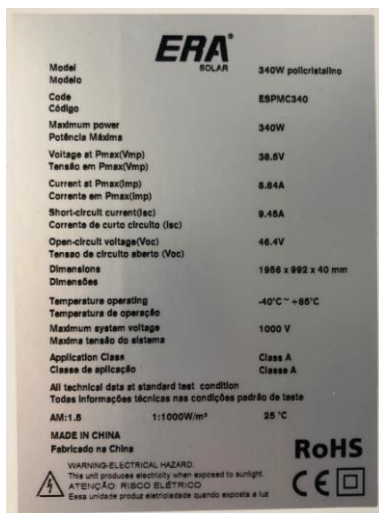 ERA®
SOLAR
Model 340W policristalino
Modelo
Code ESPMC340
Código
Maximum power 340W
Potência Máxima
Voltage at Pmax(Vmp) 38.5V
Tensão em Pmax(Vmp)
Current at Pmax(Imp) 8.84A
Corrente em Pmax(Imp)
Short-circuit current(Isc) 9.45A
Corrente de curto circuito (Isc)
Open-circuit voltage(Voc) 46.4V
Tensao de circuito aberto (Voc)
Dimensions 1956 x 992 x 40 mm
Dimensões
Temperature operating -40°C~+85°C
Temperatura de operação
Maximum system voltage 1000 V
Maxima tensão do sistema
Application Class Class A
Classe de aplicação Classe A
All technical data at standard test condition
Todas informações técnicas nas condições padrão de teste
AM:1.5 1:1000W/m² 25 °C
MADE IN CHINA
Fabricado na China
RoHS
WARNING-ELECTRICAL HAZARD.
This unit produces electricity when exposed to sunlight.
ATENÇÃO: RISCO ELÉTRICO
Essa unidade produz eletriciadade quando exposta a luz
CE